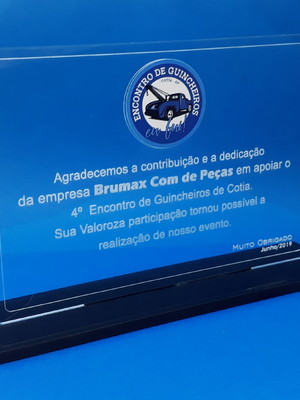 ENCONTRO DE GUINCHEIROS
Agradecemos a contribuição e a dedicação
da empresa Brumax Com de Peças em apoiar o
4º Encontro de Guincheiros de Cotia.
Sua Valoroza participação tornou possível a
realização de nosso evento.
MUITO OBRIGADO
Junho/2019